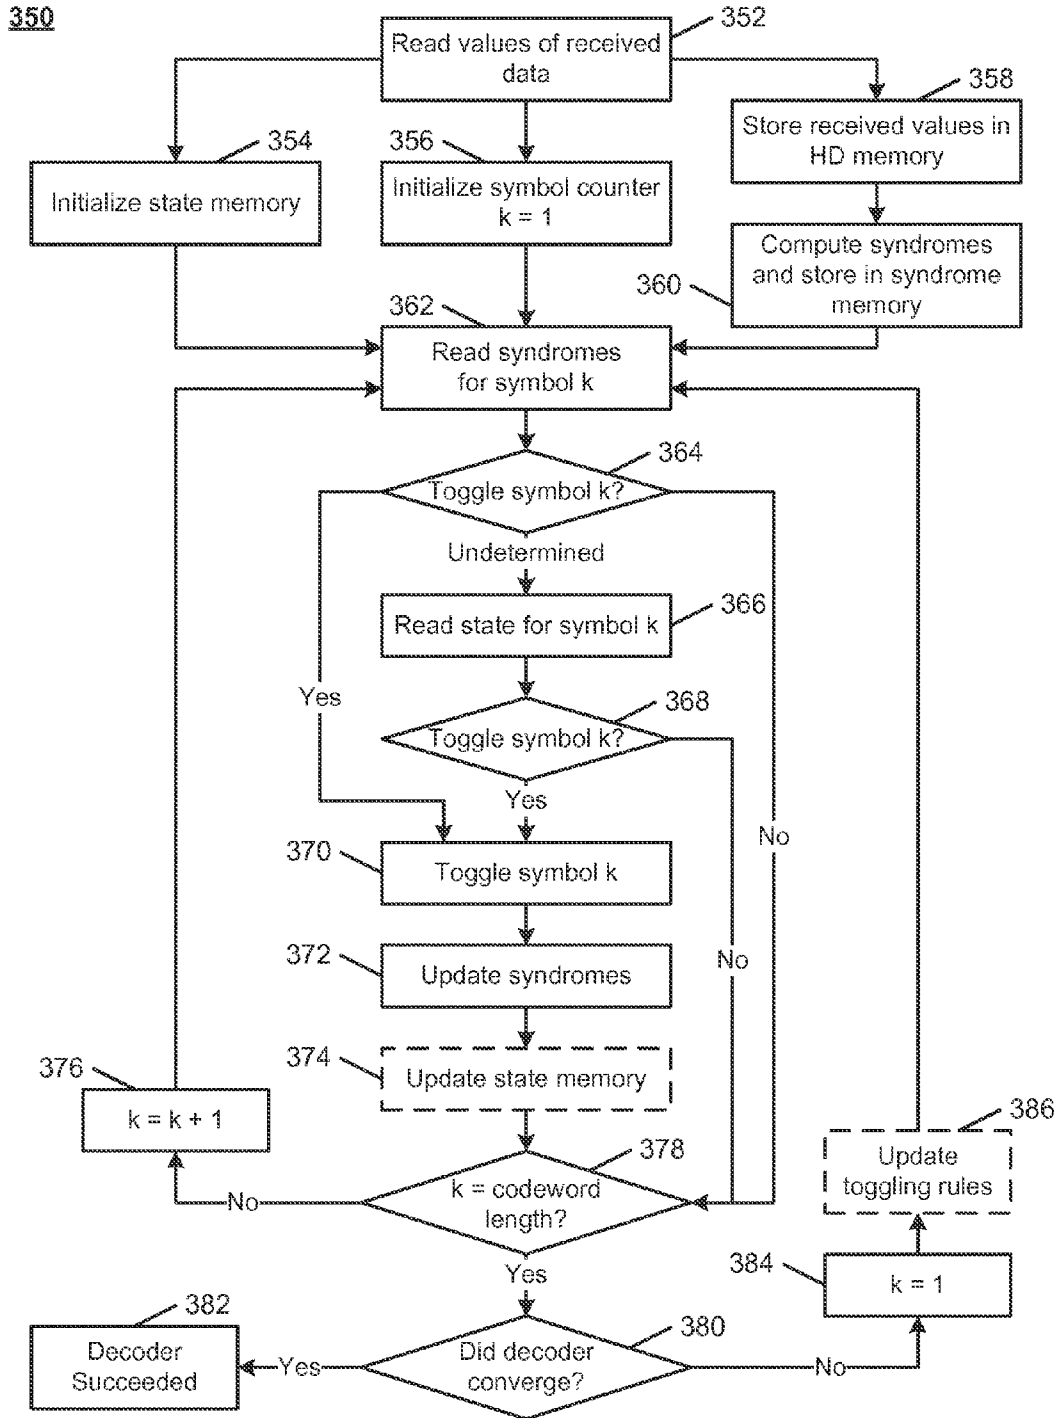 350
352
Read values of received
data
358
Store received values in
HD memory
354
Initialize state memory
356
Initialize symbol counter
k = 1
360
Compute syndromes
and store in syndrome
memory
362
Read syndromes
for symbol k
364
Toggle symbol k?
Undetermined
366
Read state for symbol k
Yes
368
Toggle symbol k?
Yes
No
370
Toggle symbol k
No
372
Update syndromes
374
Update state memory
376
k = k + 1
378
k = codeword
length?
No
Yes
386
Update
toggling rules
384
k = 1
382
Decoder
Succeeded
Yes
380
Did decoder
converge?
No